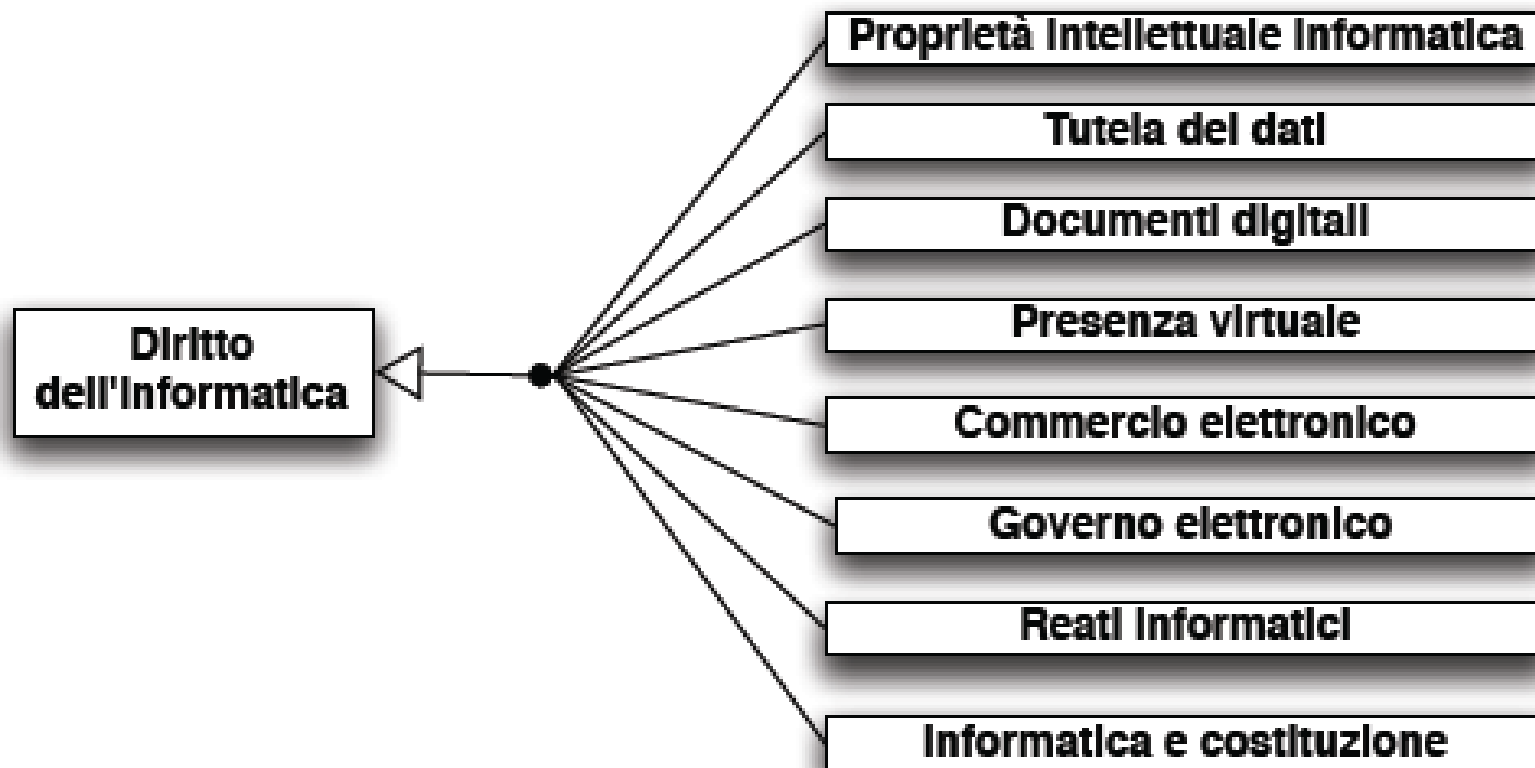 Proprietà intellettuale informatica
Tutela dei dati
Documenti digitali
Presenza virtuale
Diritto
dell'informatica
Commercio elettronico
Governo elettronico
Reati informatici
Informatica e costituzione